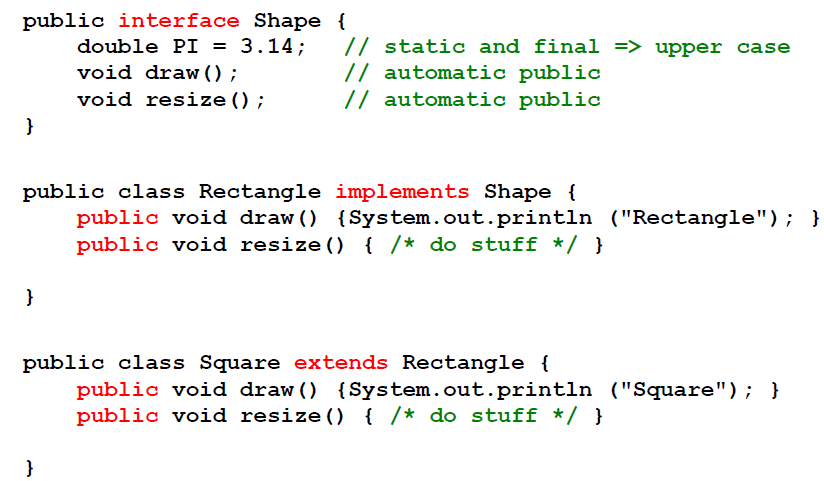 public interface Shape {
    double PI = 3.14;   // static and final => upper case
    void draw();        // automatic public
    void resize();      // automatic public
}
public class Rectangle implements Shape {
    public void draw() {System.out.println ("Rectangle"); }
    public void resize() { /* do stuff */ }
}
public class Square extends Rectangle {
    public void draw() {System.out.println ("Square"); }
    public void resize() { /* do stuff */ }
}